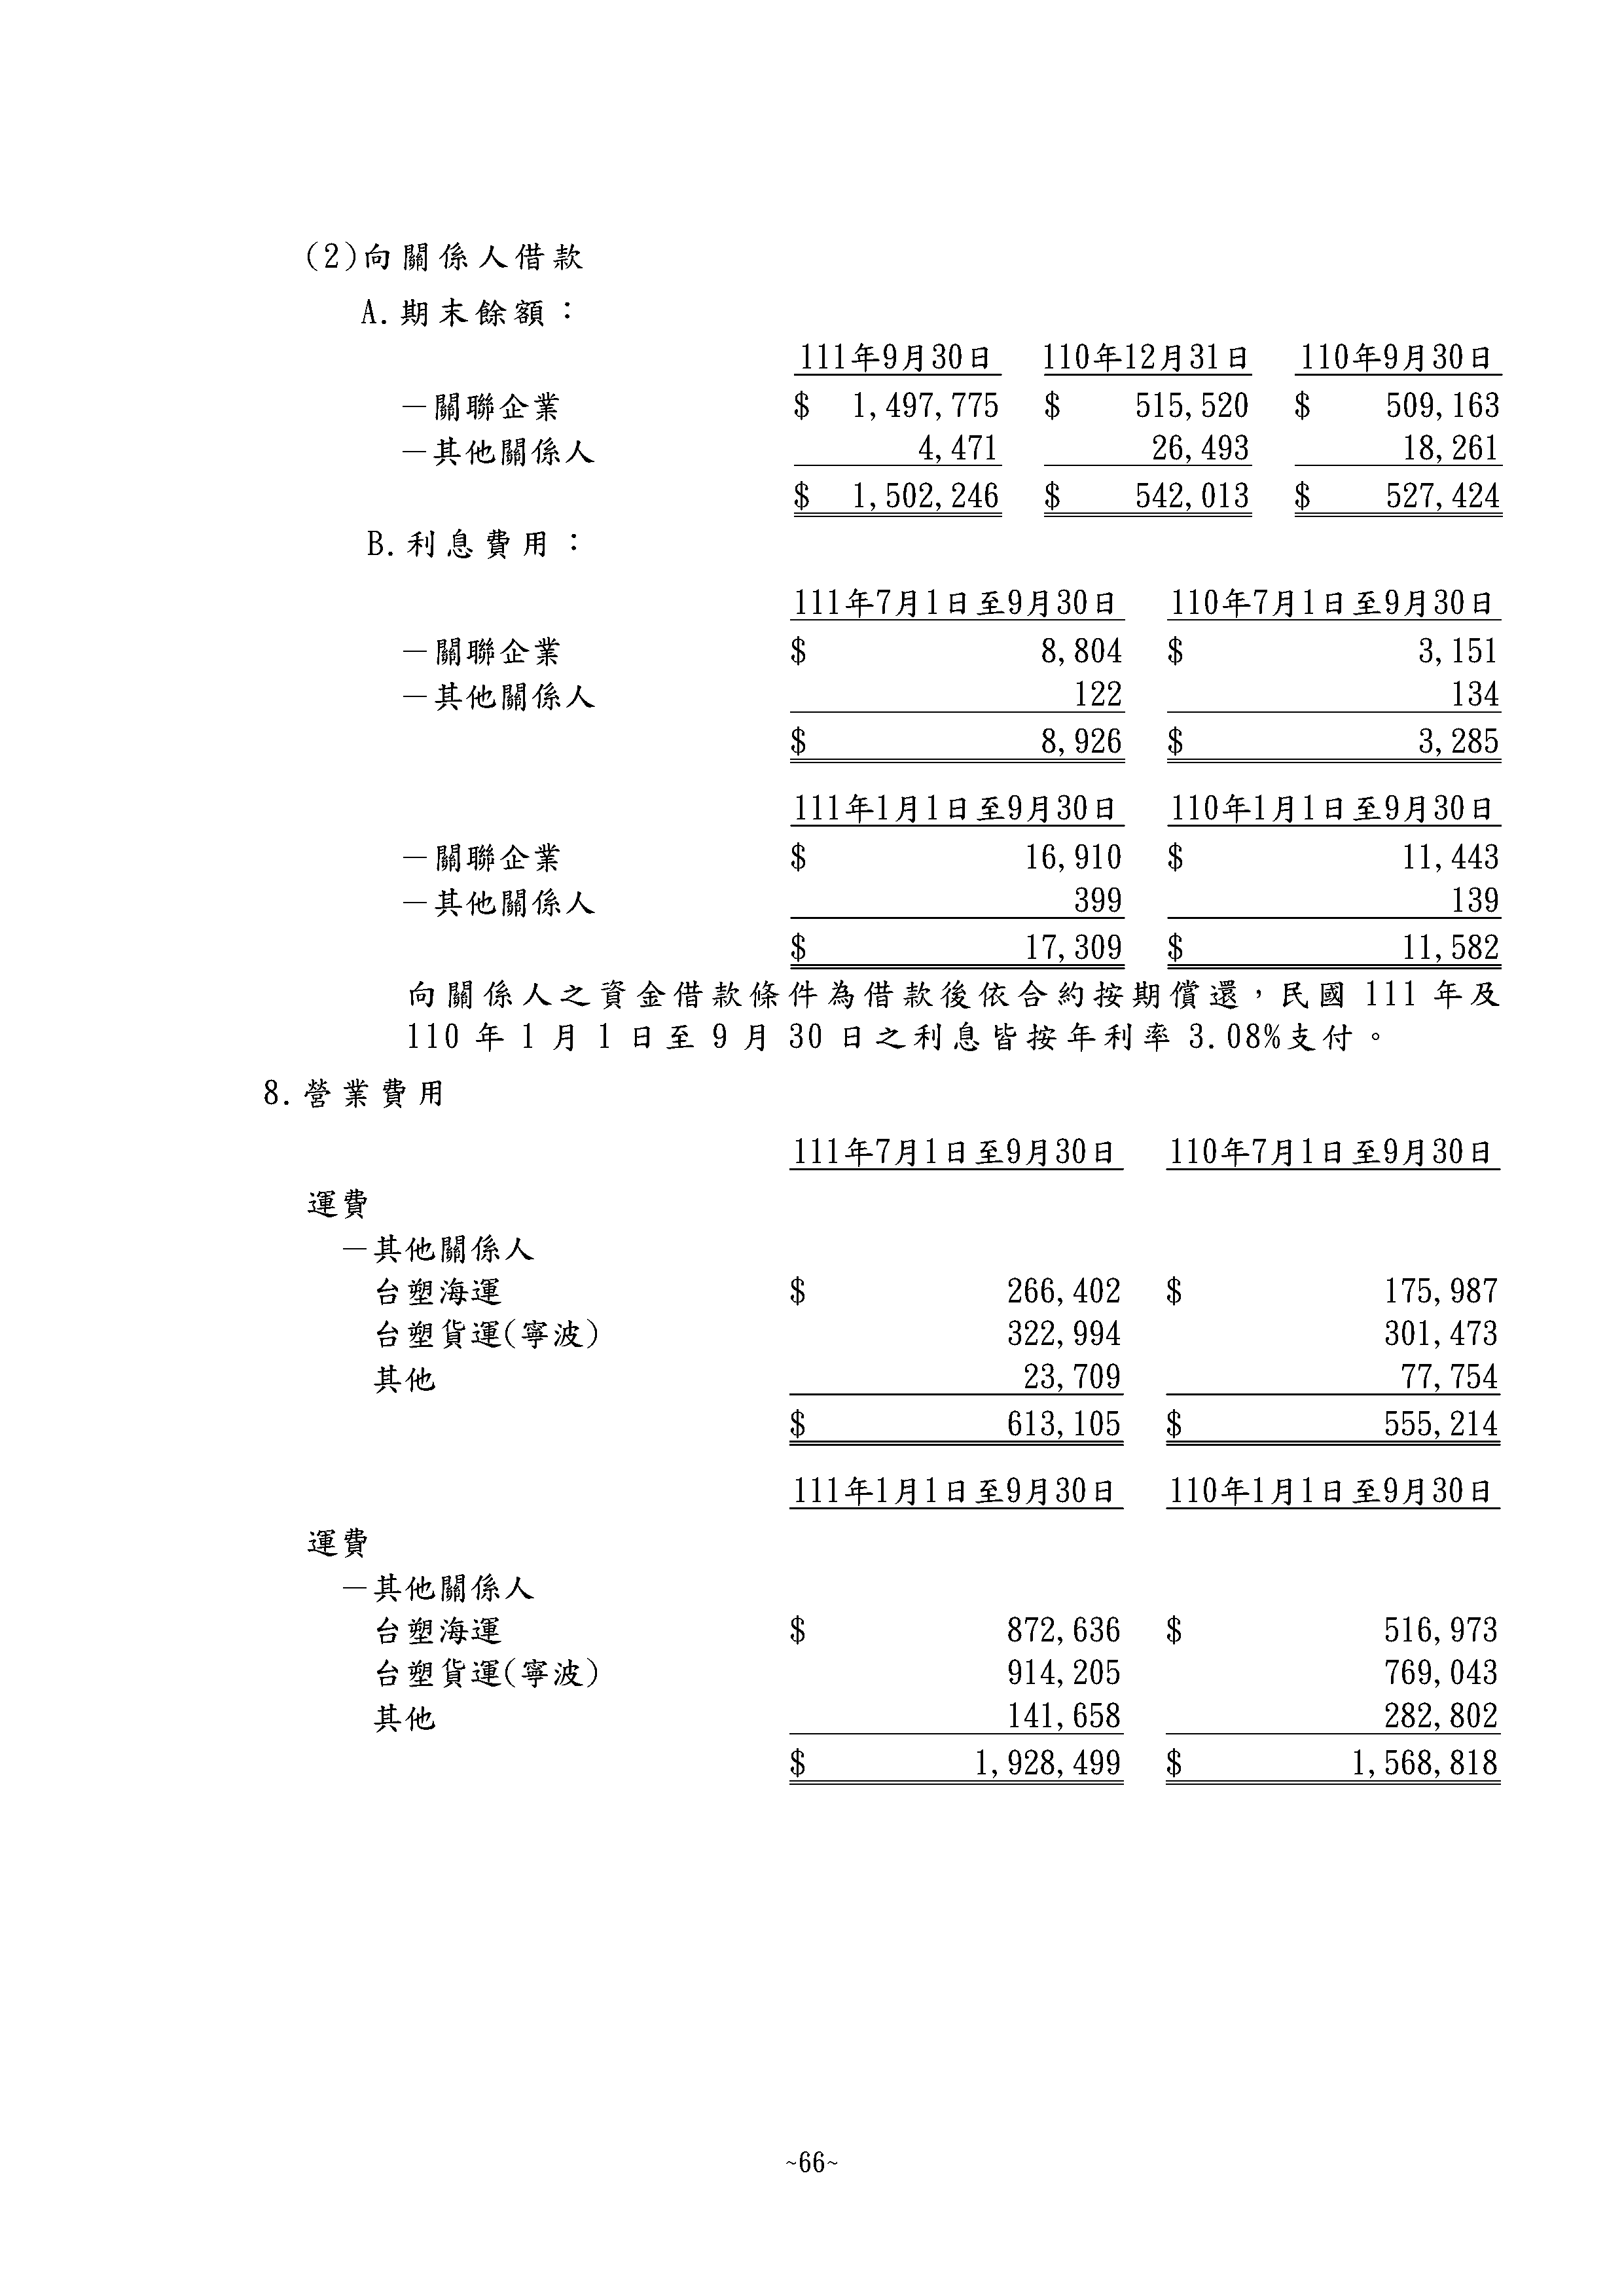 (2)向關係人借款
A.期末餘額：
111年9月30日 110年12月31日 110年9月30日
－關聯企業 $ 1,497,775 $ 515,520 $ 509,163
－其他關係人 4,471 26,493 18,261
$ 1,502,246 $ 542,013 $ 527,424
B.利息費用：
111年7月1日至9月30日 110年7月1日至9月30日
－關聯企業 $ 8,804 $ 3,151
－其他關係人 122 134
$ 8,926 $ 3,285
111年1月1日至9月30日 110年1月1日至9月30日
－關聯企業 $ 16,910 $ 11,443
－其他關係人 399 139
$ 17,309 $ 11,582
向關係人之資金借款條件為借款後依合約按期償還，民國 111 年及
110 年 1 月 1 日至 9 月 30 日之利息皆按年利率 3.08%支付。
8.營業費用
111年7月1日至9月30日 110年7月1日至9月30日
運費
－其他關係人
台塑海運 $ 266,402 $ 175,987
台塑貨運(寧波) 322,994 301,473
其他 23,709 77,754
$ 613,105 $ 555,214
111年1月1日至9月30日 110年1月1日至9月30日
運費
－其他關係人
台塑海運 $ 872,636 $ 516,973
台塑貨運(寧波) 914,205 769,043
其他 141,658 282,802
$ 1,928,499 $ 1,568,818
~66~